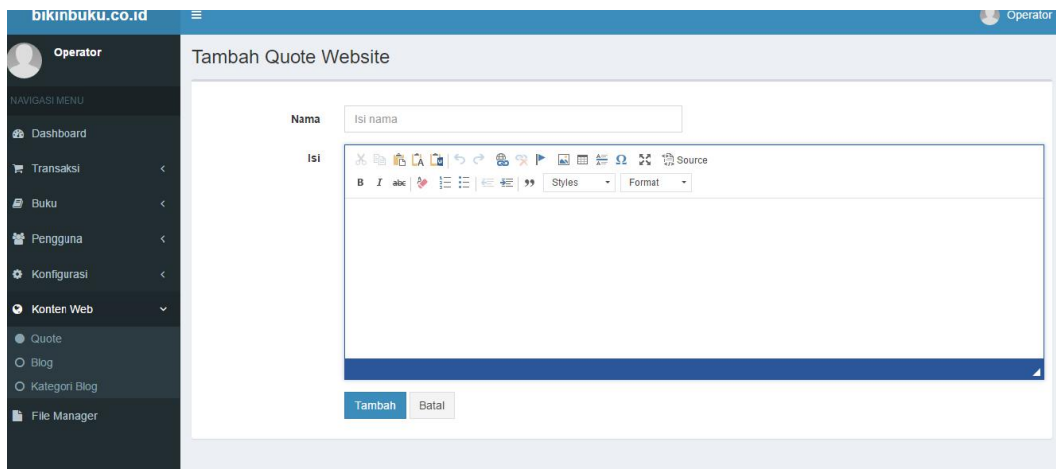 bikinbuku.co.id
Operator
Operator
NAVIGASI MENU
Dashboard
Transaksi
Buku
Pengguna
Konfigurasi
Konten Web
Quote
Blog
Kategori Blog
File Manager
Tambah Quote Website
Nama
Isi nama
Isi
Source
B I abc Styles Format
Tambah Batal